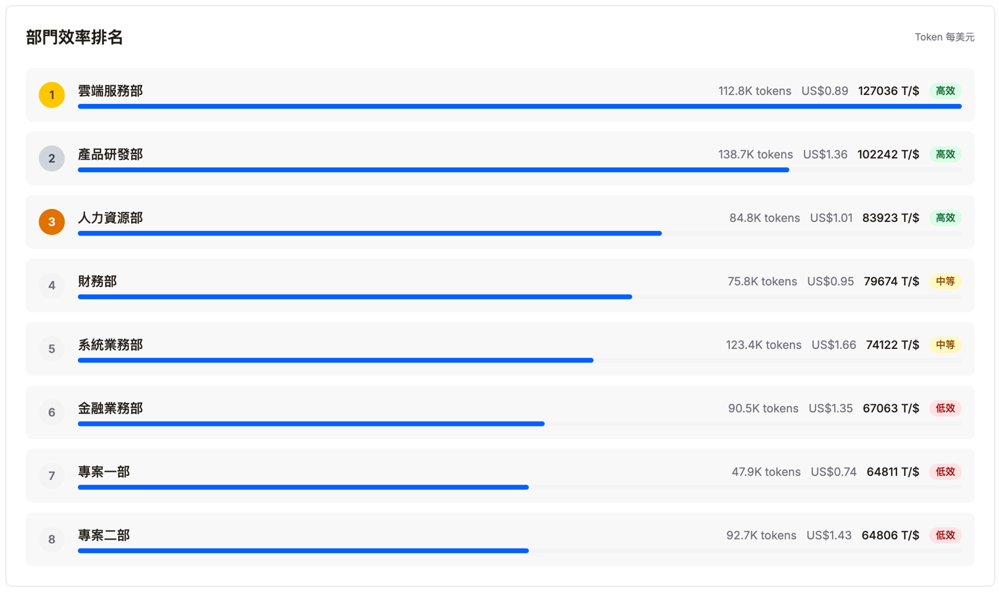 部門效率排名 Token 每美元
1 雲端服務部 112.8K tokens US$0.89 127036 T/$ 高效
2 產品研發部 138.7K tokens US$1.36 102242 T/$ 高效
3 人力資源部 84.8K tokens US$1.01 83923 T/$ 高效
4 財務部 75.8K tokens US$0.95 79674 T/$ 中等
5 系統業務部 123.4K tokens US$1.66 74122 T/$ 中等
6 金融業務部 90.5K tokens US$1.35 67063 T/$ 低效
7 專案一部 47.9K tokens US$0.74 64811 T/$ 低效
8 專案二部 92.7K tokens US$1.43 64806 T/$ 低效